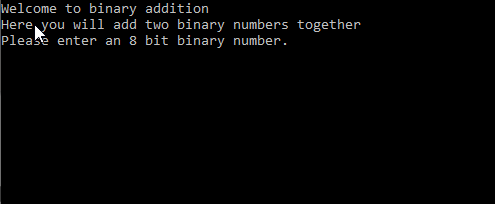 Welcome to binary addition
Here you will add two binary numbers together
Please enter an 8 bit binary number.